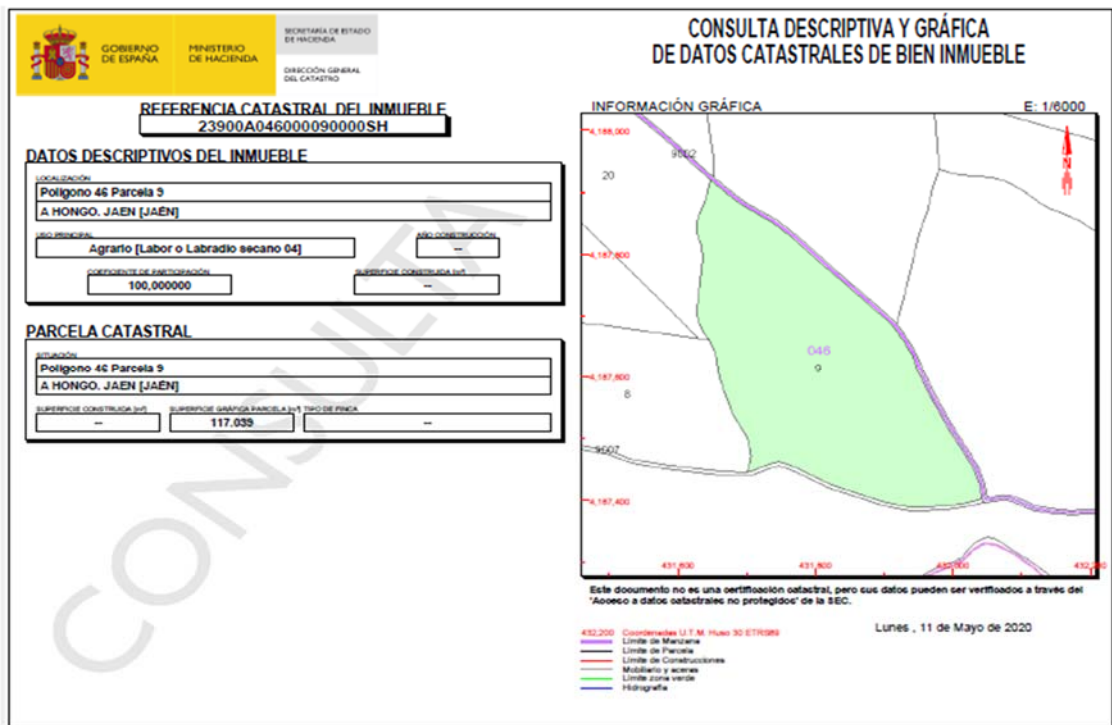 GOBIERNO
DE ESPAÑA
MINISTERIO
DE HACIENDA
SECRETARÍA DE ESTADO
DE HACIENDA
DIRECCIÓN GENERAL
DEL CATASTRO
CONSULTA DESCRIPTIVA Y GRÁFICA
DE DATOS CATASTRALES DE BIEN INMUEBLE
REFERENCIA CATASTRAL DEL INMUEBLE
23900A046000090000SH
DATOS DESCRIPTIVOS DEL INMUEBLE
LOCALIZACIÓN
Polígono 46 Parcela 9
A HONGO. JAEN [JAÉN]
USO PRINCIPAL
Agrario [Labor o Labradío secano 04]
AÑO CONSTRUCCIÓN
--
COEFICIENTE DE PARTICIPACIÓN
100,000000
SUPERFICIE CONSTRUIDA [m²]
--
PARCELA CATASTRAL
SITUACIÓN
Polígono 46 Parcela 9
A HONGO. JAEN [JAÉN]
SUPERFICIE CONSTRUIDA [m²]
--
SUPERFICIE GRÁFICA PARCELA [m²]
117.039
TIPO DE FINCA
--
CONSULTA
INFORMACIÓN GRÁFICA
E: 1/6000
4,188,000
9002
20
N
4,187,800
046
9
4,187,600
8
9007
4,187,400
431,600
431,800
432,000
432,200
Este documento no es una certificación catastral, pero sus datos pueden ser verificados a través del
"Acceso a datos catastrales no protegidos" de la SEC.
432,200 Coordenadas U.T.M. Huso 30 ETRS89
Límite de Manzana
Límite de Parcela
Límite de Construcciones
Mobiliario y aceras
Límite zona verde
Hidrografía
Lunes , 11 de Mayo de 2020